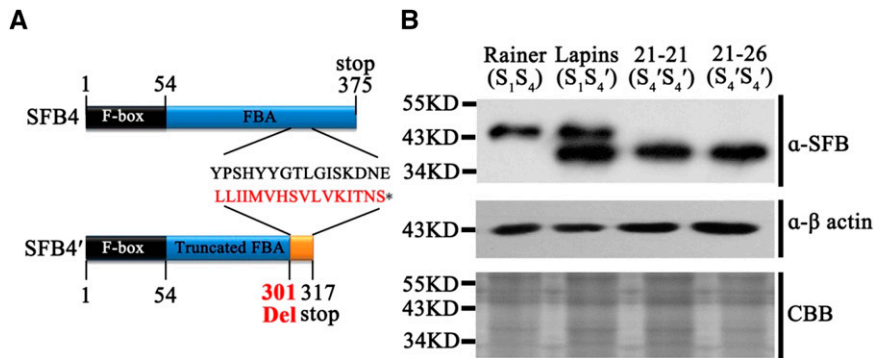 A
stop
1 54 375
SFB4 F-box FBA
YPSHYYGTLGISKDNE
LLIIMVHSVLVKITNS*
SFB4′ F-box Truncated FBA
1 54 301 317
Del stop
B
Rainer Lapins 21-21 21-26
(S₁S₄) (S₁S₄′) (S₄′S₄′) (S₄′S₄′)
55KD
43KD
34KD
α-SFB
43KD
α-β actin
55KD
43KD
34KD
CBB